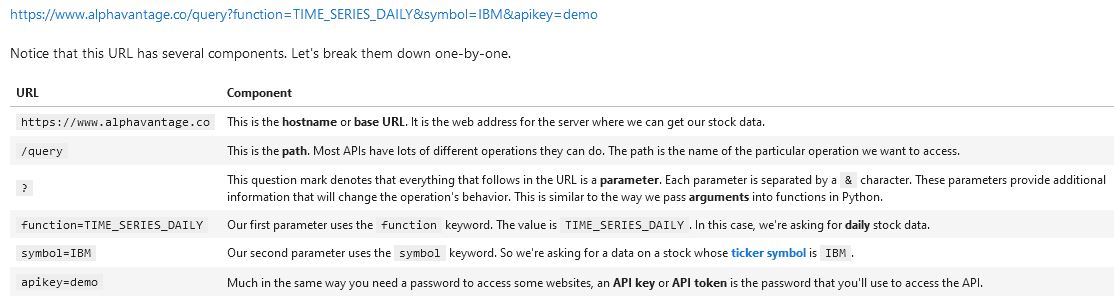 https://www.alphavantage.co/query?function=TIME_SERIES_DAILY&symbol=IBM&apikey=demo
Notice that this URL has several components. Let's break them down one-by-one.
URL Component
https://www.alphavantage.co This is the hostname or base URL. It is the web address for the server where we can get our stock data.
/query This is the path. Most APIs have lots of different operations they can do. The path is the name of the particular operation we want to access.
? This question mark denotes that everything that follows in the URL is a parameter. Each parameter is separated by a & character. These parameters provide additional
information that will change the operation's behavior. This is similar to the way we pass arguments into functions in Python.
function=TIME_SERIES_DAILY Our first parameter uses the function keyword. The value is TIME_SERIES_DAILY. In this case, we're asking for daily stock data.
symbol=IBM Our second parameter uses the symbol keyword. So we're asking for a data on a stock whose ticker symbol is IBM.
apikey=demo Much in the same way you need a password to access some websites, an API key or API token is the password that you'll use to access the API.